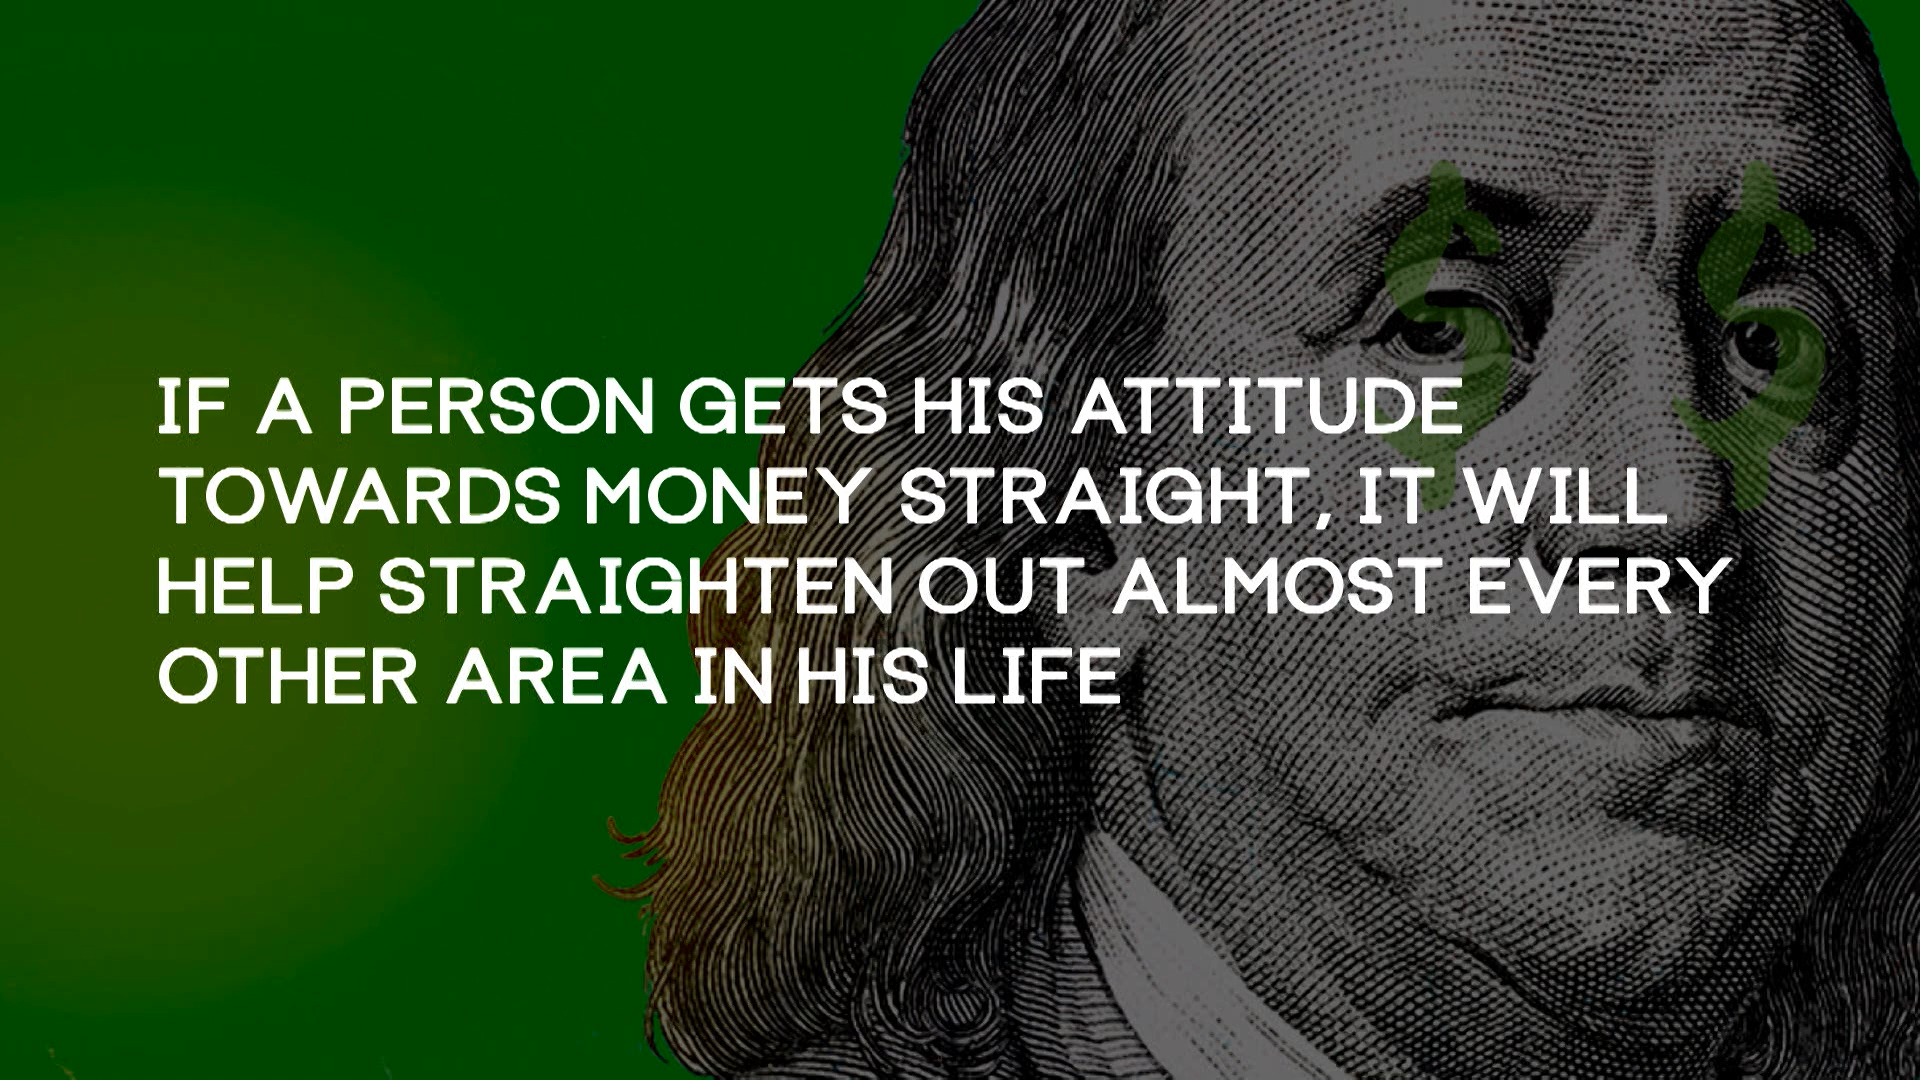 IF A PERSON GETS HIS ATTITUDE
TOWARDS MONEY STRAIGHT, IT WILL
HELP STRAIGHTEN OUT ALMOST EVERY
OTHER AREA IN HIS LIFE